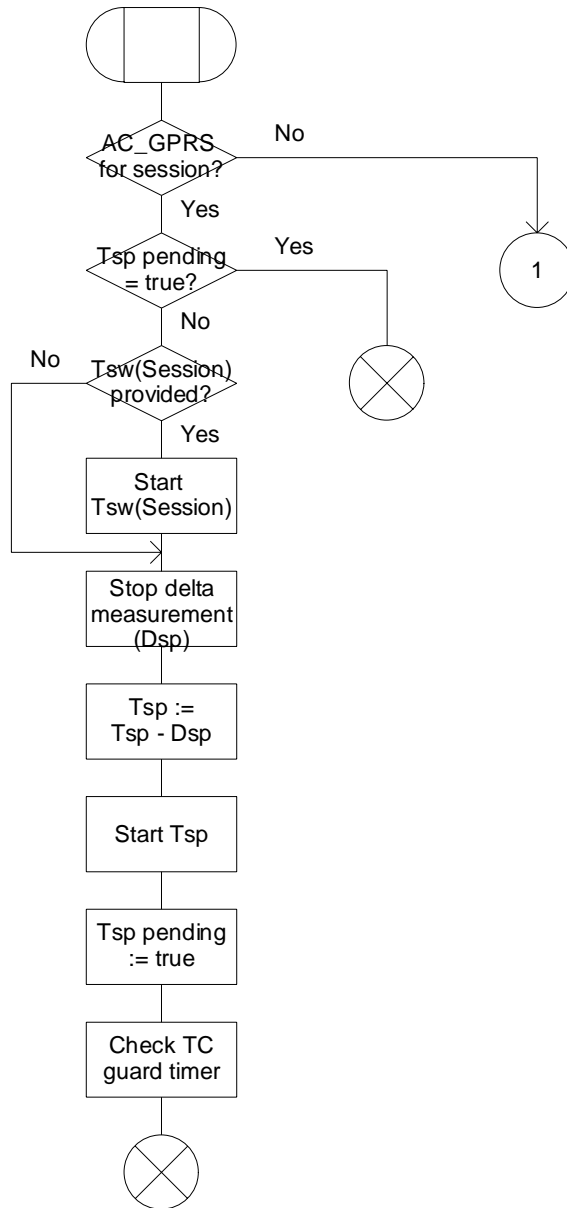 AC_GPRS
for session?
No
Yes
Tsp pending
= true?
Yes
1
No
No
Tsw(Session)
provided?
Yes
Start
Tsw(Session)
Stop delta
measurement
(Dsp)
Tsp :=
Tsp - Dsp
Start Tsp
Tsp pending
:= true
Check TC
guard timer